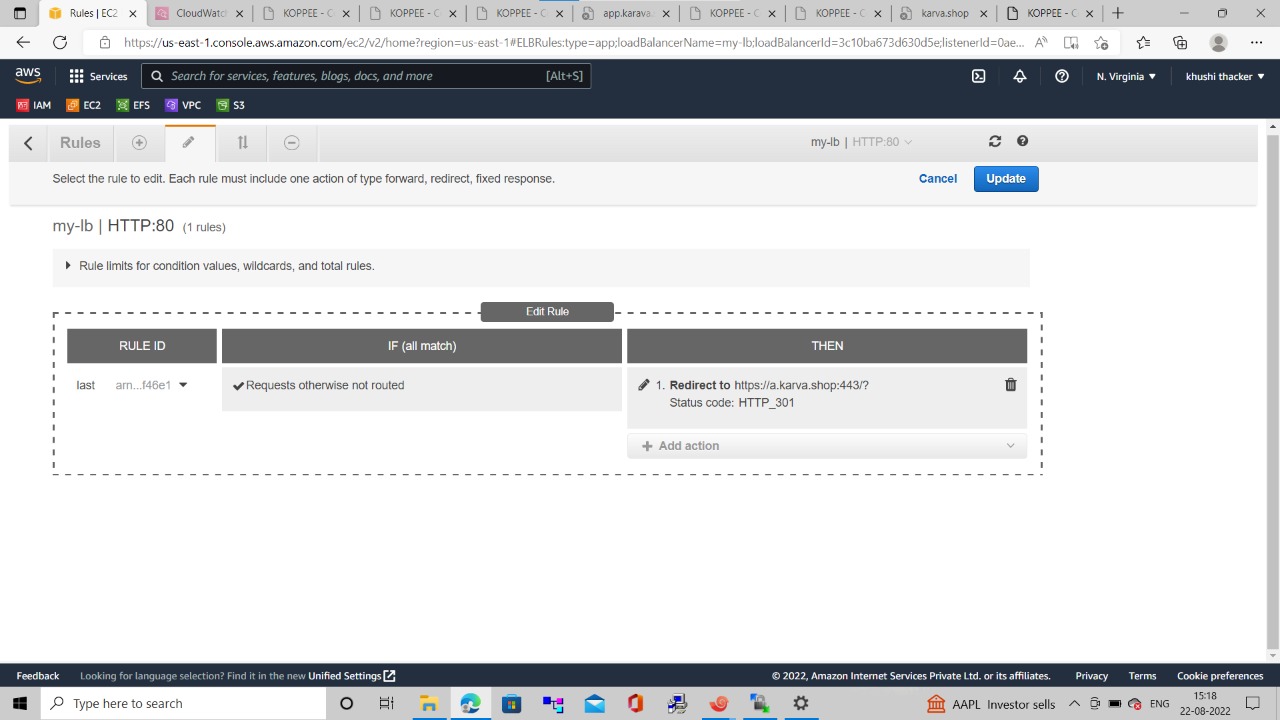 Rules | EC2
CloudWatch
KOPPEE - C
KOPPEE - C
KOPPEE - C
app.karava.
KOPPEE - C
KOPPEE - C
karva.shop
KOPPEE - C
https://us-east-1.console.aws.amazon.com/ec2/v2/home?region=us-east-1#ELBRules:type=app;loadBalancerName=my-lb;loadBalancerId=3c10ba673d630d5e;listenerId=0ae...
aws
Services
Search for services, features, blogs, docs, and more
[Alt+S]
N. Virginia
khushi thacker
IAM
EC2
EFS
VPC
S3
Rules
my-lb | HTTP:80
Select the rule to edit. Each rule must include one action of type forward, redirect, fixed response.
Cancel
Update
my-lb | HTTP:80 (1 rules)
Rule limits for condition values, wildcards, and total rules.
Edit Rule
RULE ID
IF (all match)
THEN
last
arn...f46e1
Requests otherwise not routed
1. Redirect to https://a.karva.shop:443/?
Status code: HTTP_301
Add action
Feedback
Looking for language selection? Find it in the new Unified Settings
© 2022, Amazon Internet Services Private Ltd. or its affiliates.
Privacy
Terms
Cookie preferences
Type here to search
AAPL Investor sells
ENG
15:18
22-08-2022